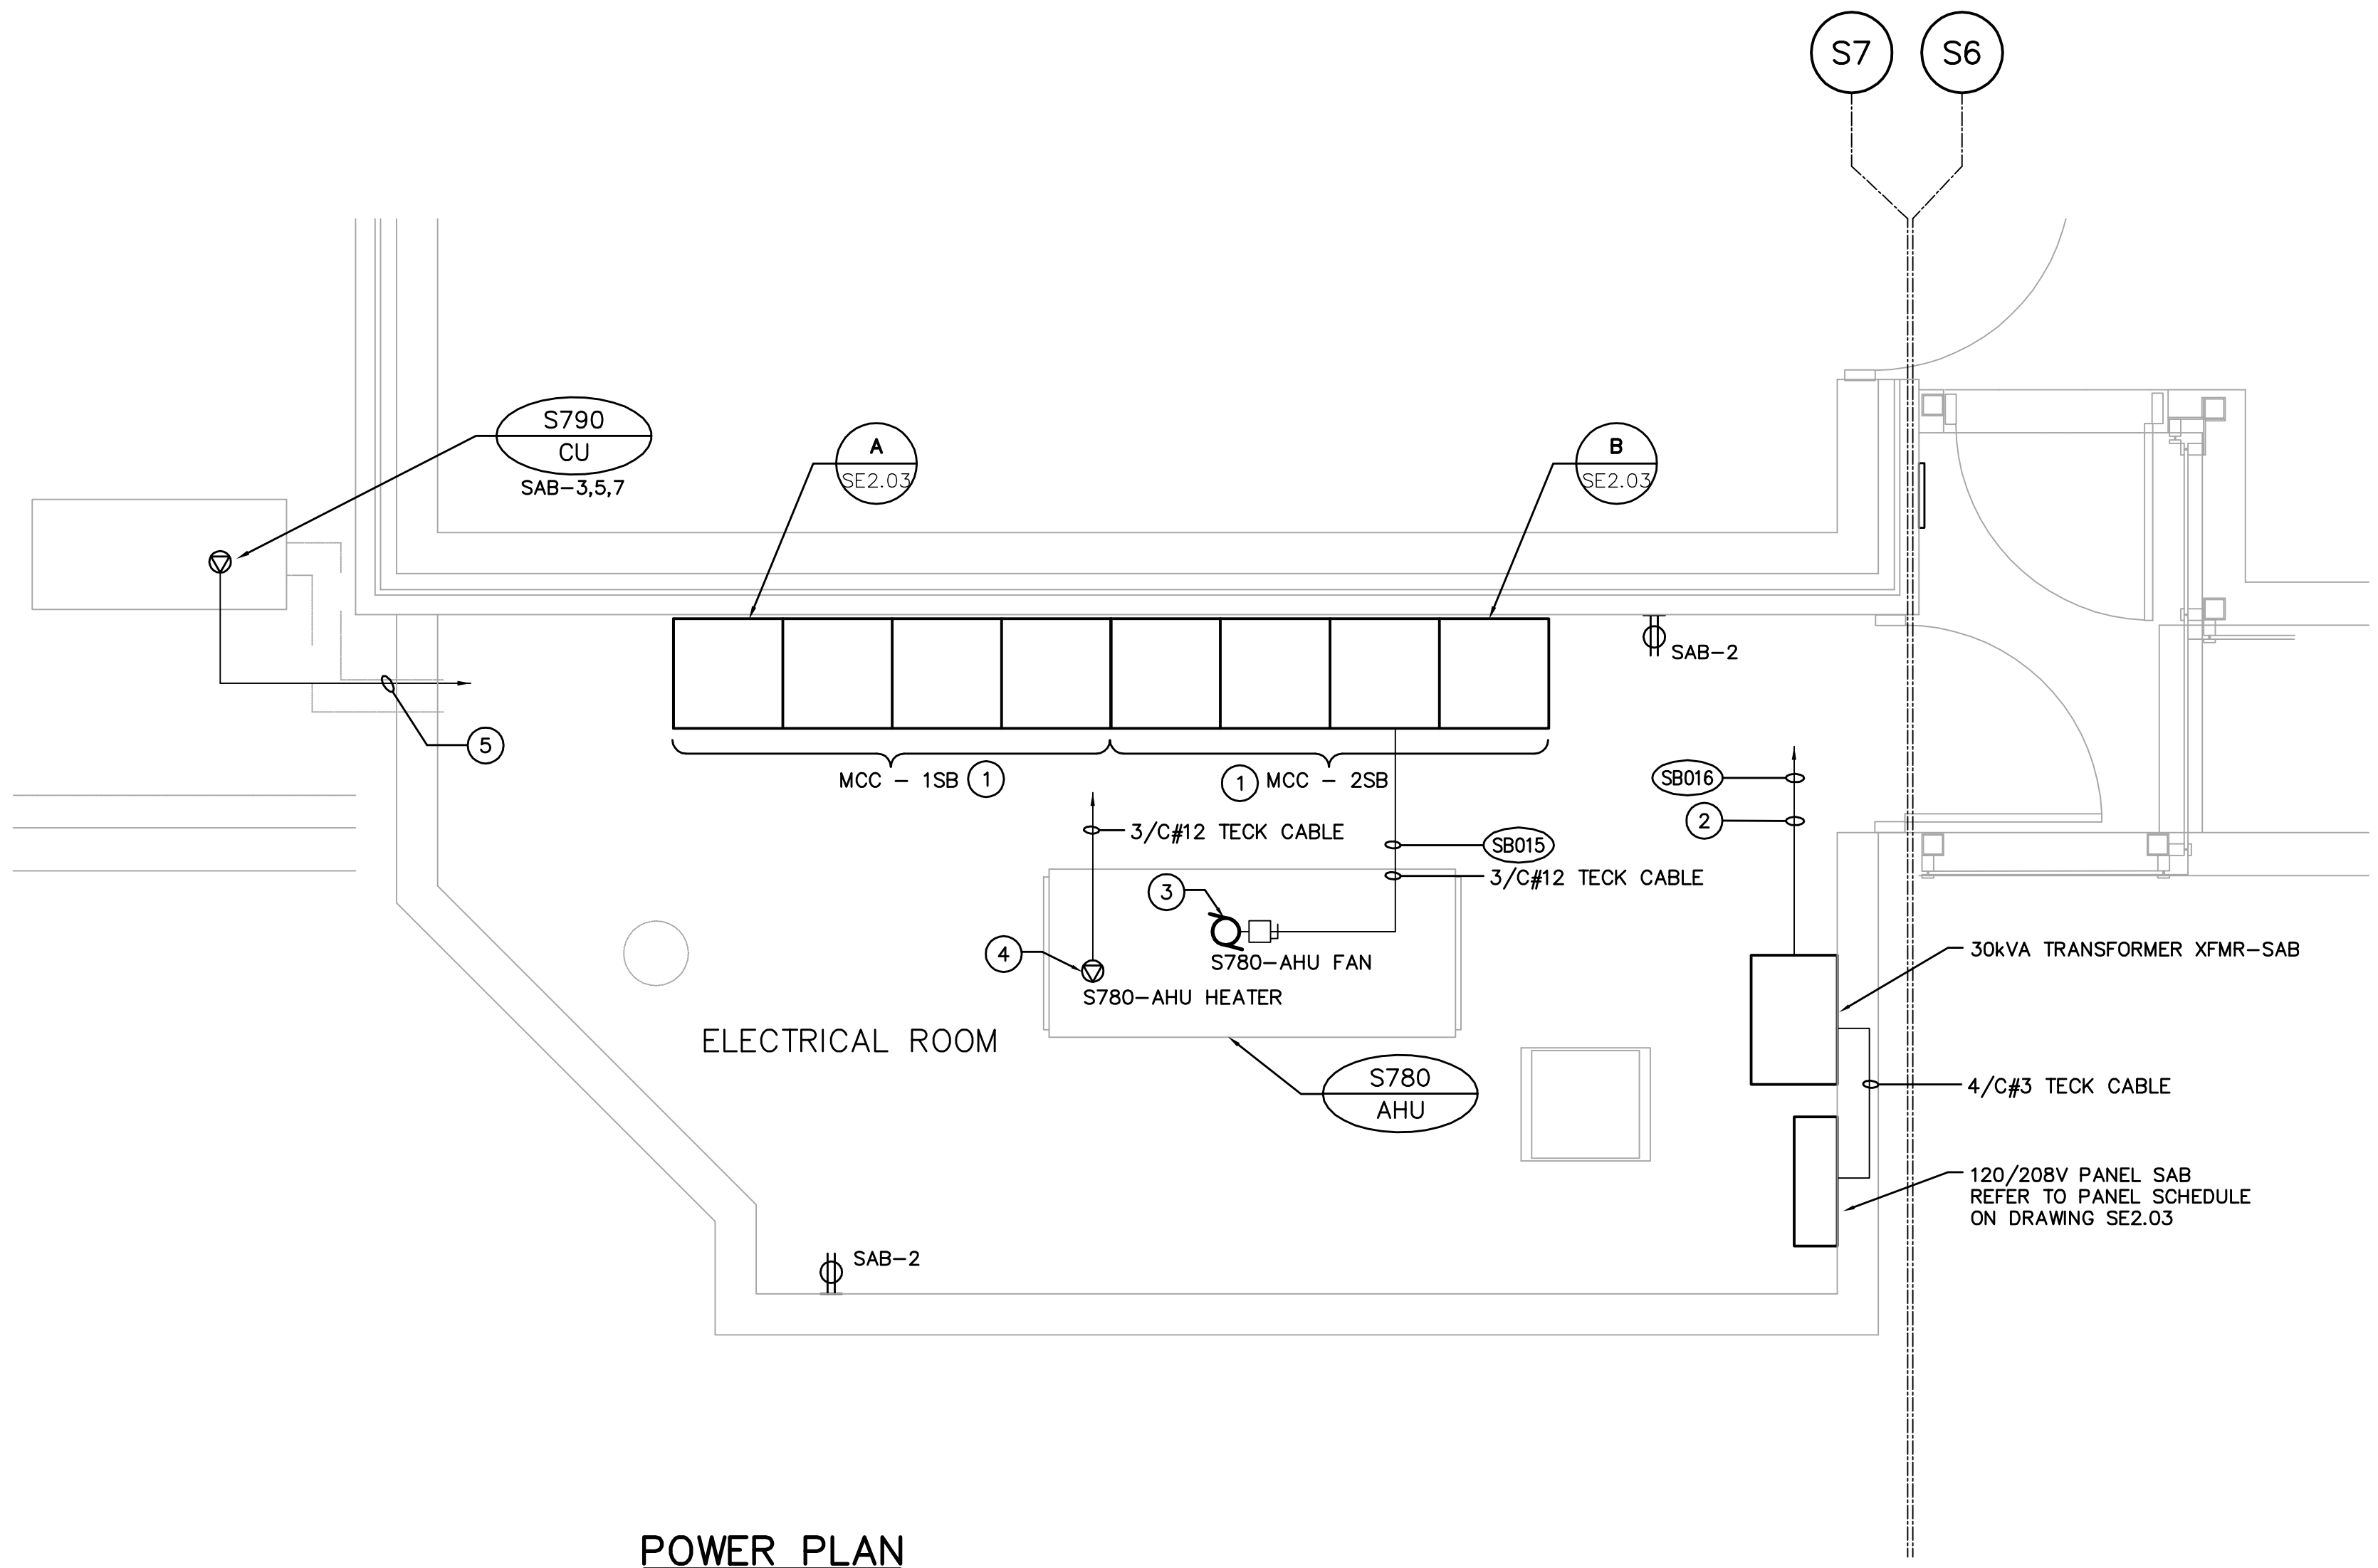 S7
S6
S790
CU
SAB-3,5,7
A
SE2.03
B
SE2.03
SAB-2
5
MCC - 1SB
1
1
MCC - 2SB
SB016
2
3/C#12 TECK CABLE
SB015
3/C#12 TECK CABLE
3
4
S780-AHU FAN
S780-AHU HEATER
30kVA TRANSFORMER XFMR-SAB
ELECTRICAL ROOM
S780
AHU
4/C#3 TECK CABLE
120/208V PANEL SAB
REFER TO PANEL SCHEDULE
ON DRAWING SE2.03
SAB-2
POWER PLAN